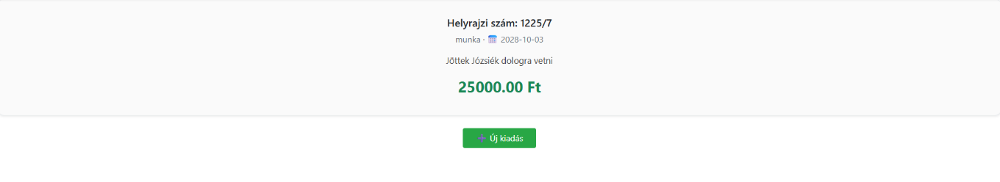 Helyrajzi szám: 1225/7
munka · 📅 2028-10-03
Jöttek Józsiék dologra vetni
25000.00 Ft
➕ Új kiadás